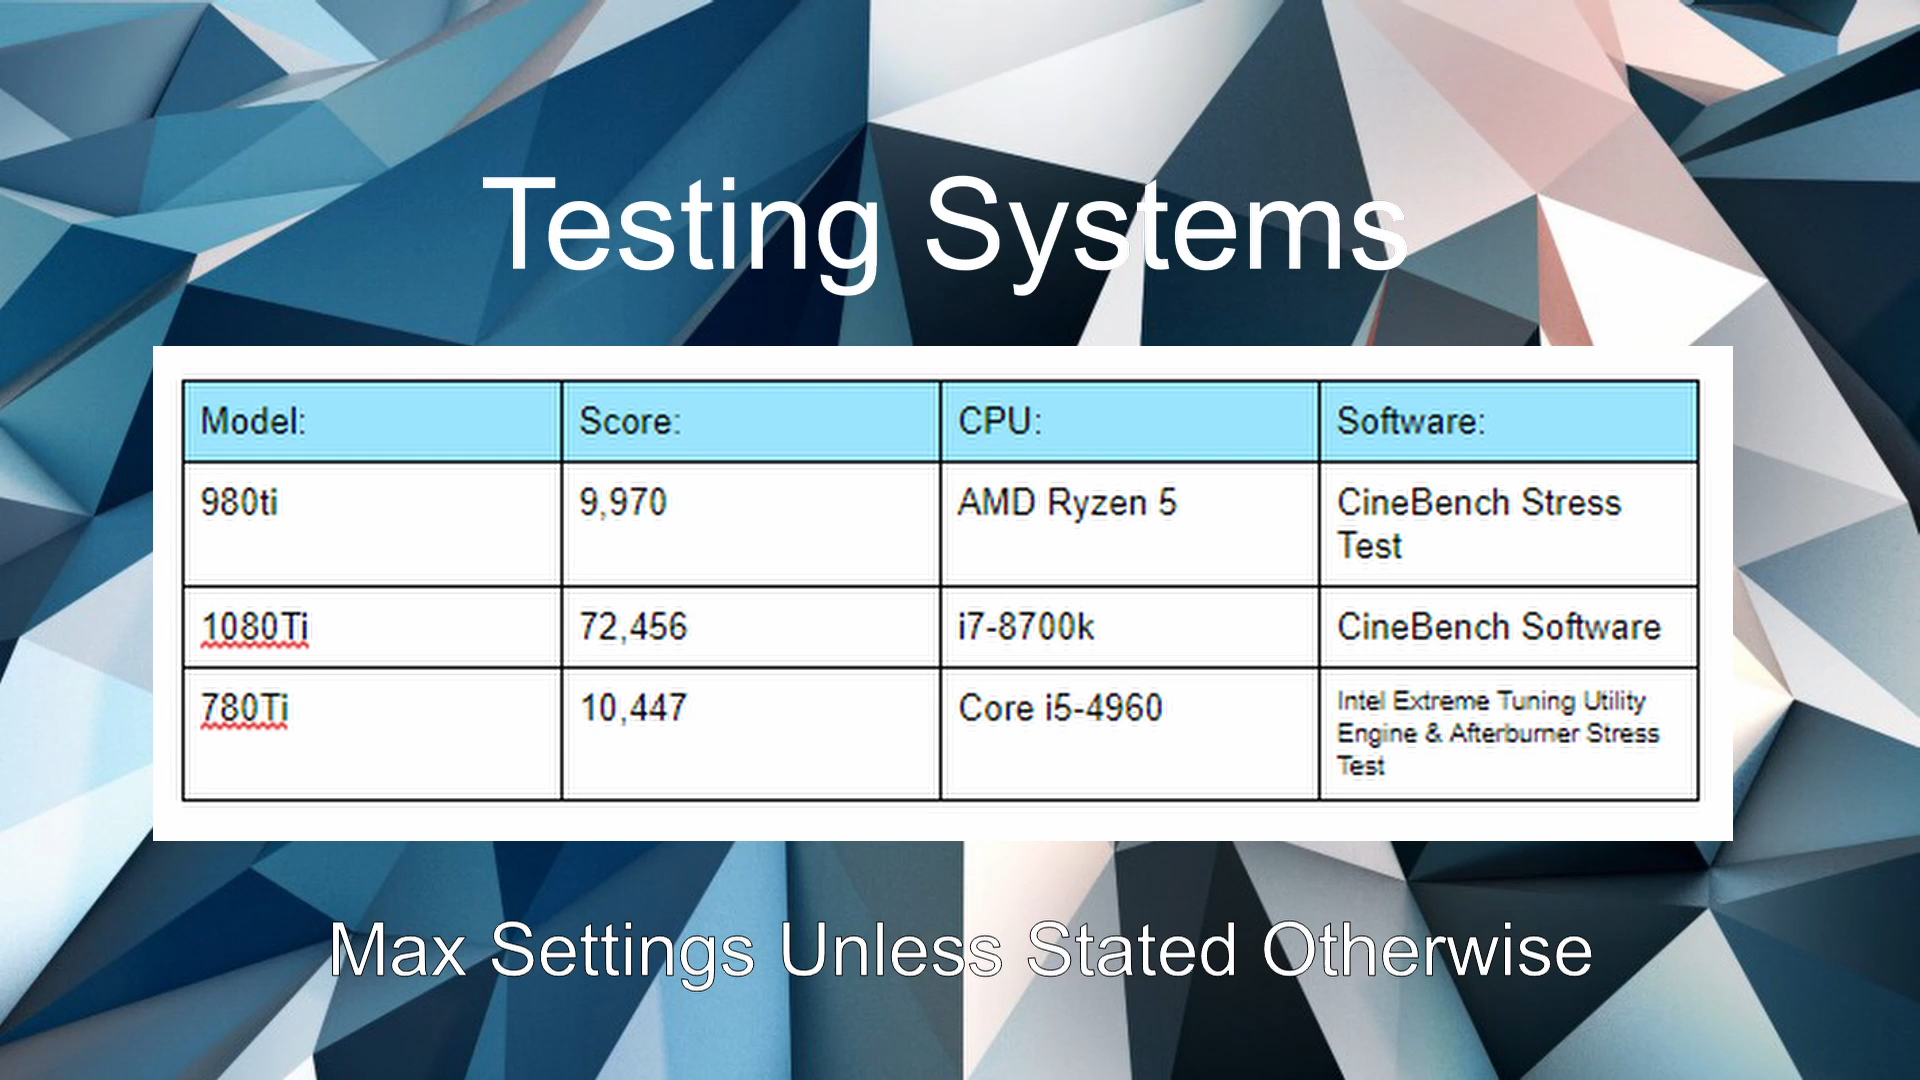 Testing Systems
Model: Score: CPU: Software:
980ti 9,970 AMD Ryzen 5 CineBench Stress
Test
1080Ti 72,456 i7-8700k CineBench Software
780Ti 10,447 Core i5-4960 Intel Extreme Tuning Utility
Engine & Afterburner Stress
Test
Max Settings Unless Stated Otherwise